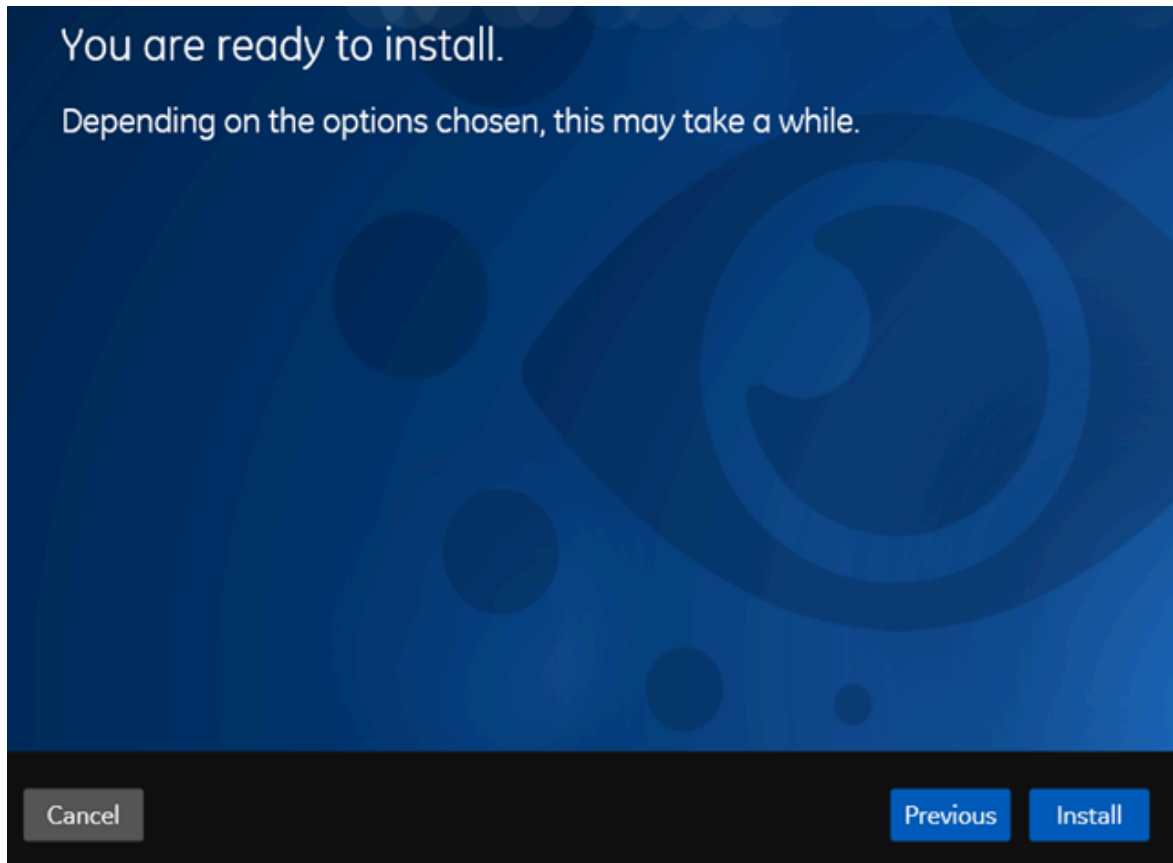 You are ready to install.
Depending on the options chosen, this may take a while.
Cancel
Previous
Install